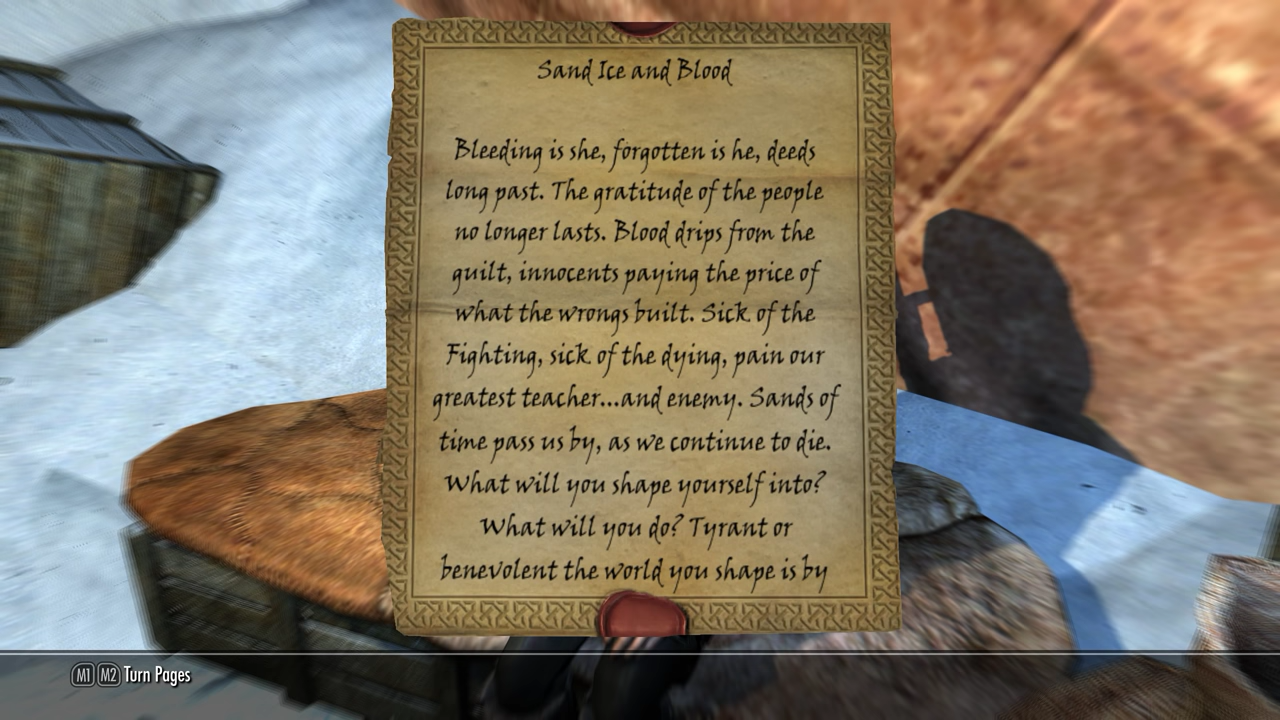 Sand Ice and Blood
Bleeding is she, forgotten is he, deeds
long past. The gratitude of the people
no longer lasts. Blood drips from the
guilt, innocents paying the price of
what the wrongs built. Sick of the
Fighting, sick of the dying, pain our
greatest teacher...and enemy. Sands of
time pass us by, as we continue to die.
What will you shape yourself into?
What will you do? Tyrant or
benevolent the world you shape is by
M1 M2 Turn Pages